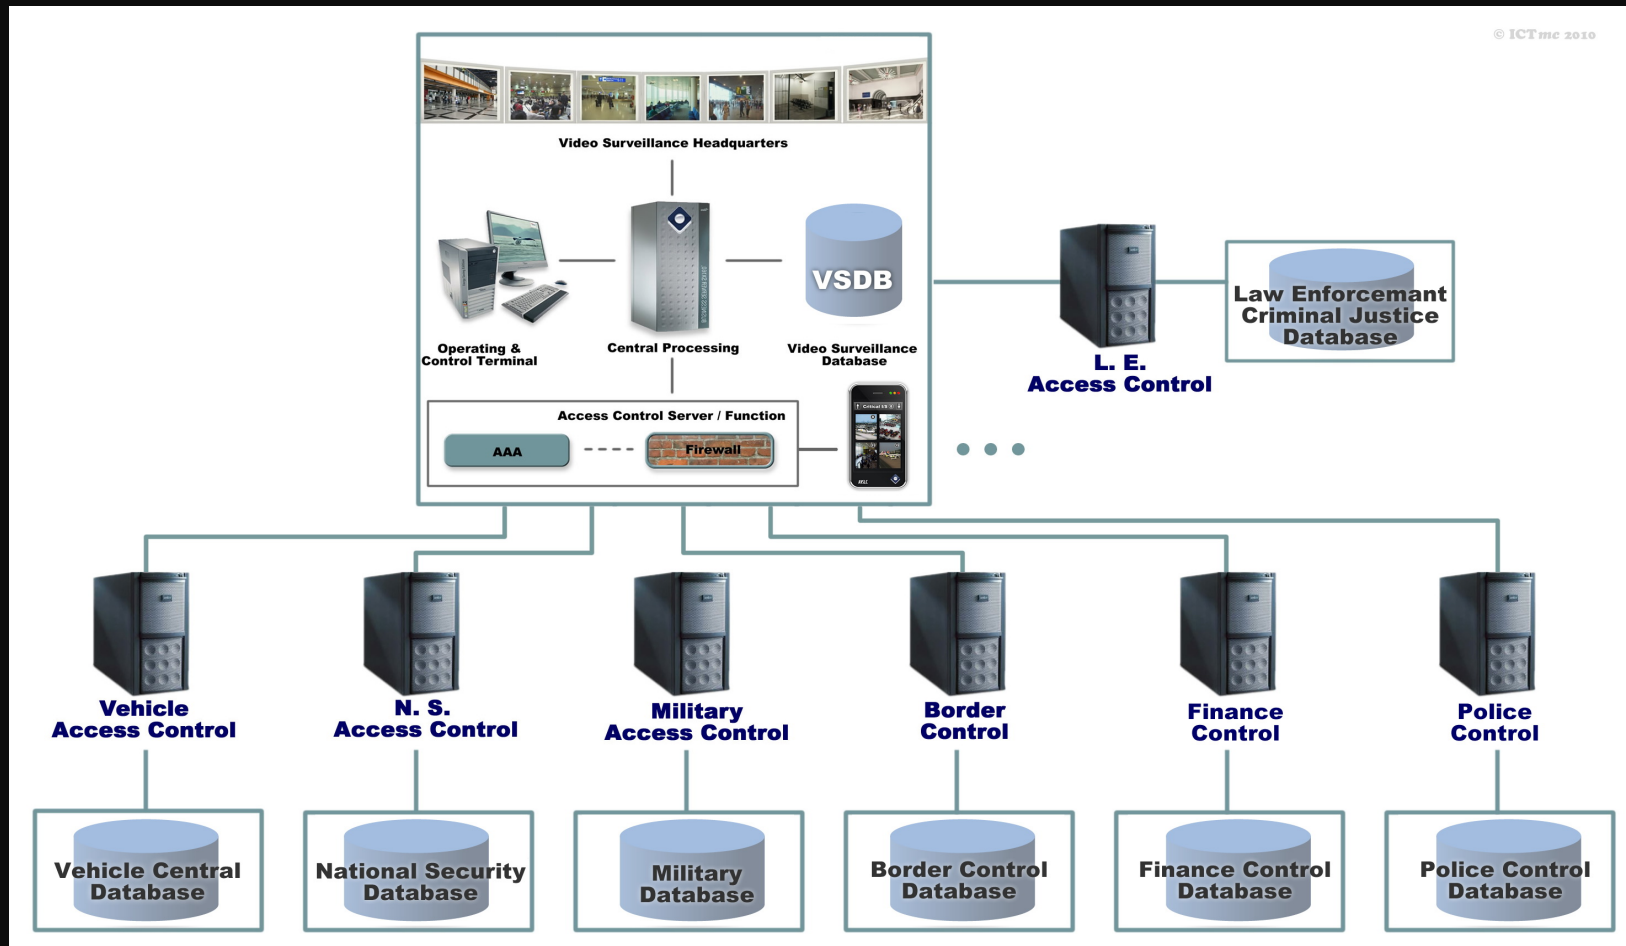 © ICTmc 2010
Video Surveillance Headquarters
VSDB
Operating &
Control Terminal
Central Processing
Video Surveillance
Database
Law Enforcemant
Criminal Justice
Database
L. E.
Access Control
Access Control Server / Function
AAA
Firewall
Vehicle
Access Control
N. S.
Access Control
Military
Access Control
Border
Control
Finance
Control
Police
Control
Vehicle Central
Database
National Security
Database
Military
Database
Border Control
Database
Finance Control
Database
Police Control
Database